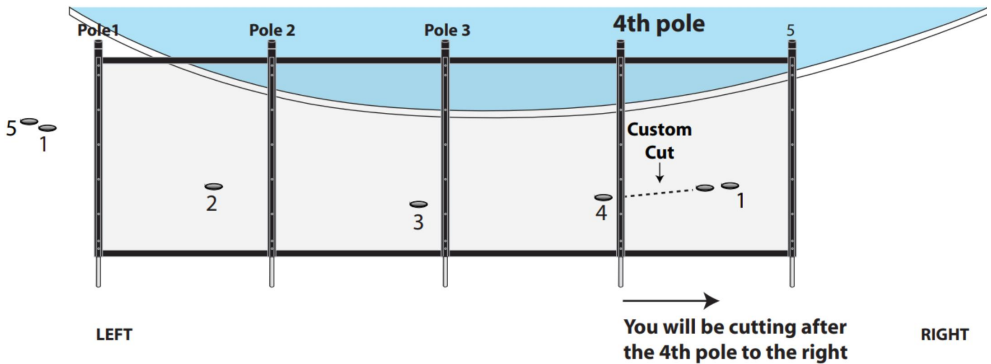 Pole1 Pole 2 Pole 3 4th pole 5
Custom
Cut
5
1
2
3
4
1
You will be cutting after
the 4th pole to the right
LEFT
RIGHT